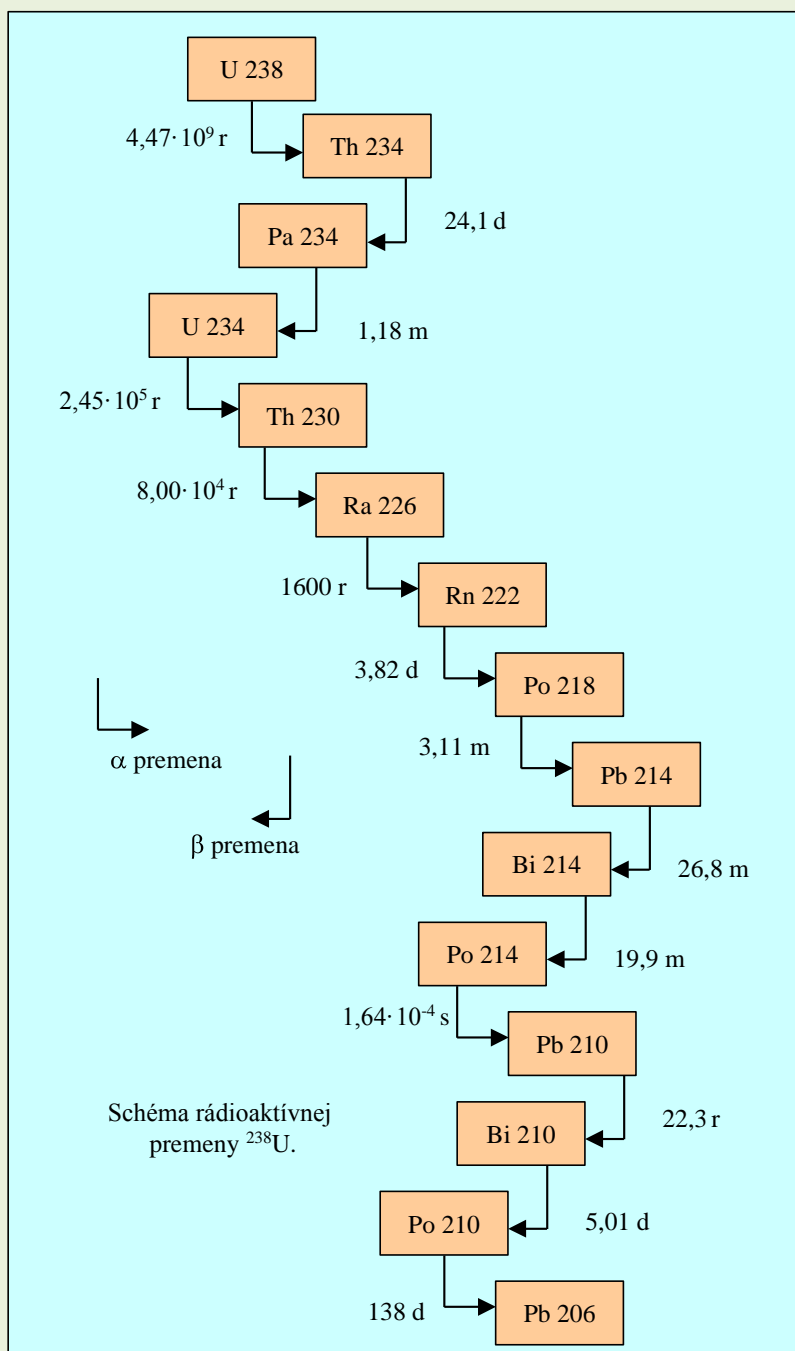 U 238
4,47·10⁹ r
Th 234
24,1 d
Pa 234
U 234
1,18 m
2,45·10⁵ r
Th 230
8,00·10⁴ r
Ra 226
1600 r
Rn 222
3,82 d
Po 218
3,11 m
α premena
Pb 214
β premena
Bi 214
26,8 m
Po 214
19,9 m
1,64·10⁻⁴ s
Pb 210
Schéma rádioaktívnej
premeny ²³⁸U.
22,3 r
Bi 210
Po 210
5,01 d
138 d
Pb 206